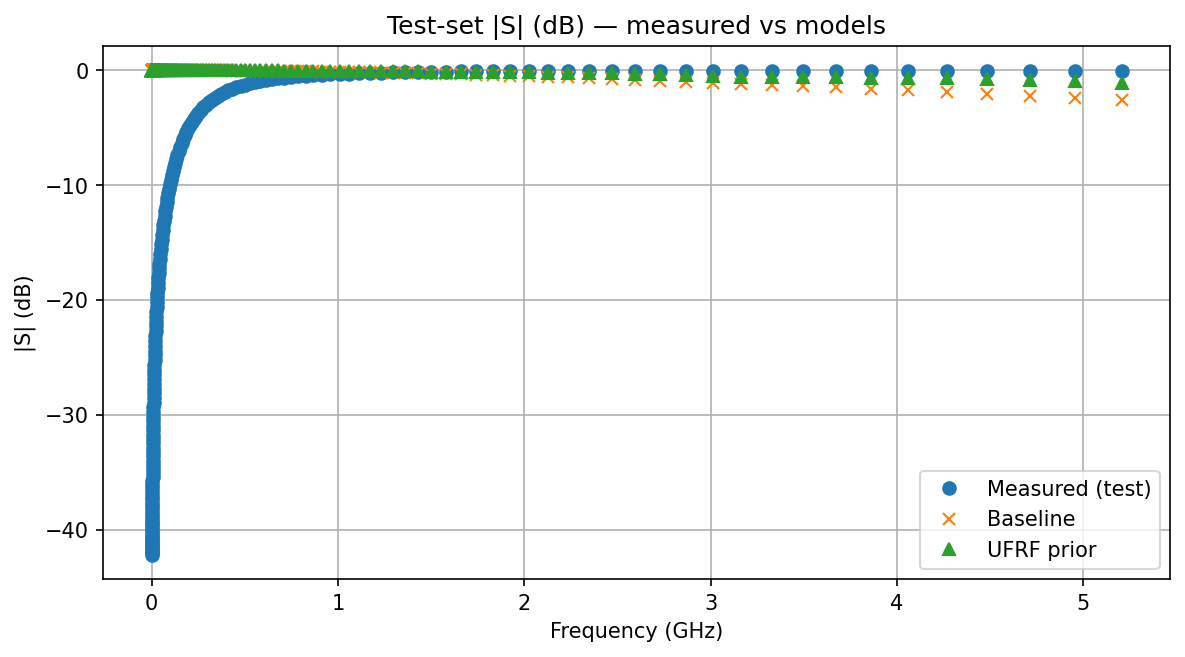 Test-set |S| (dB) — measured vs models
0
−10
−20
−30
−40
|S| (dB)
0
1
2
3
4
5
Frequency (GHz)
Measured (test)
Baseline
UFRF prior